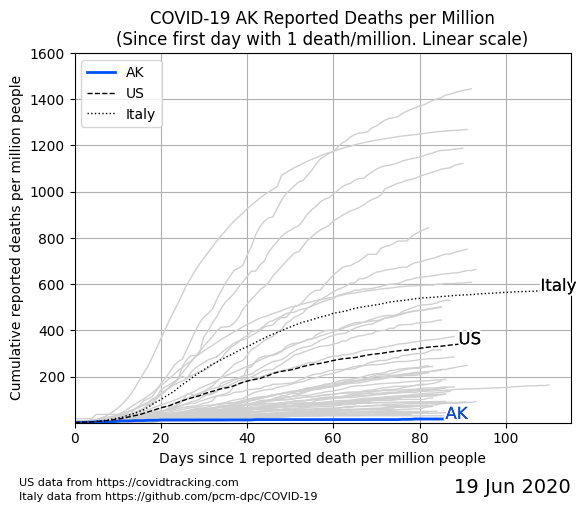 COVID-19 AK Reported Deaths per Million
(Since first day with 1 death/million. Linear scale)
1600
1400
1200
1000
800
600
400
200
Cumulative reported deaths per million people
AK
US
Italy
Italy
US
AK
0 20 40 60 80 100
Days since 1 reported death per million people
US data from https://covidtracking.com
Italy data from https://github.com/pcm-dpc/COVID-19
19 Jun 2020